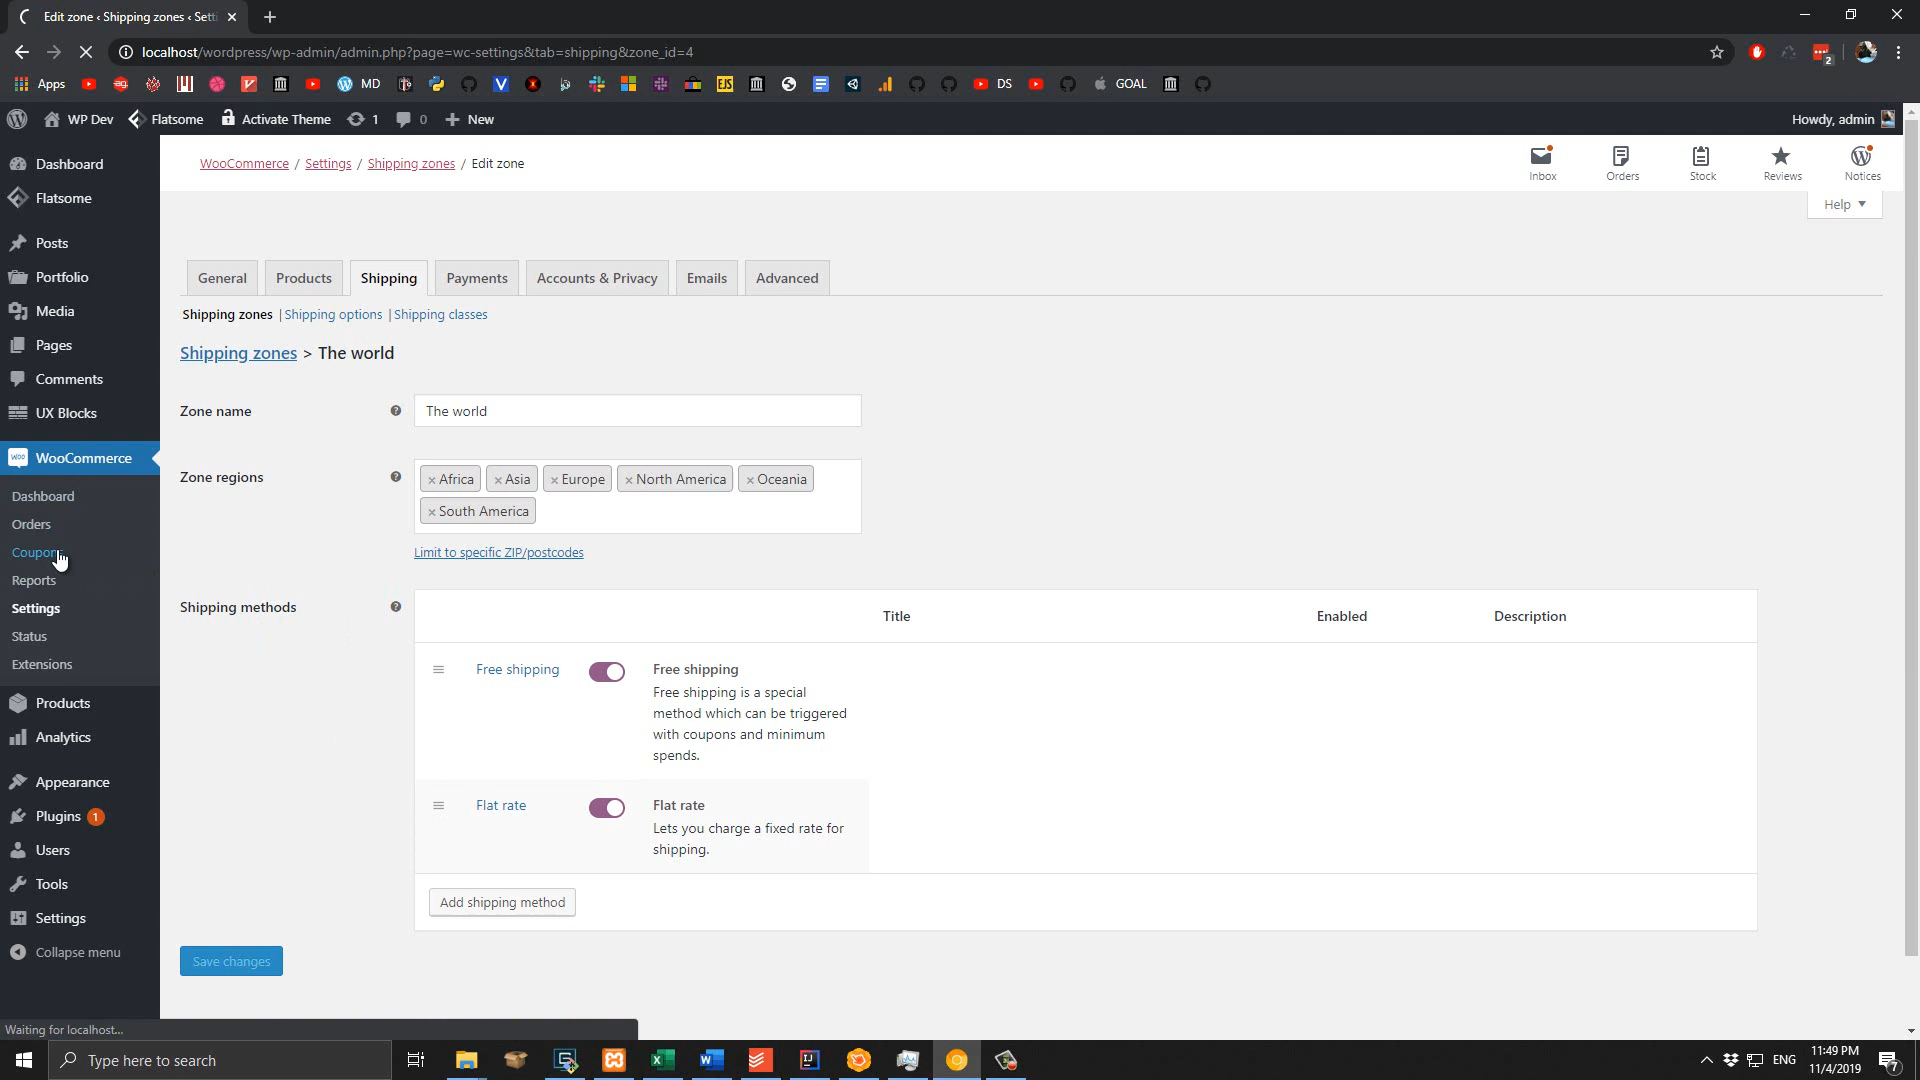 Edit zone ‹ Shipping zones ‹ Sett
localhost/wordpress/wp-admin/admin.php?page=wc-settings&tab=shipping&zone_id=4
2
Apps
MD
EJS
DS
GOAL
WP Dev
Flatsome
Activate Theme
1
0
New
Howdy, admin
Dashboard
Flatsome
Posts
Portfolio
Media
Pages
Comments
UX Blocks
WooCommerce
Dashboard
Orders
Coupon
Reports
Settings
Status
Extensions
Products
Analytics
Appearance
Plugins 1
Users
Tools
Settings
Collapse menu
WooCommerce / Settings / Shipping zones / Edit zone
Inbox
Orders
Stock
Reviews
Notices
Help
General
Products
Shipping
Payments
Accounts & Privacy
Emails
Advanced
Shipping zones | Shipping options | Shipping classes
Shipping zones > The world
Zone name
The world
Zone regions
× Africa × Asia × Europe × North America × Oceania
× South America
Limit to specific ZIP/postcodes
Shipping methods
Title
Enabled
Description
Free shipping
Free shipping
Free shipping is a special
method which can be triggered
with coupons and minimum
spends.
Flat rate
Flat rate
Lets you charge a fixed rate for
shipping.
Add shipping method
Save changes
Waiting for localhost...
Type here to search
ENG
11:49 PM
11/4/2019
7